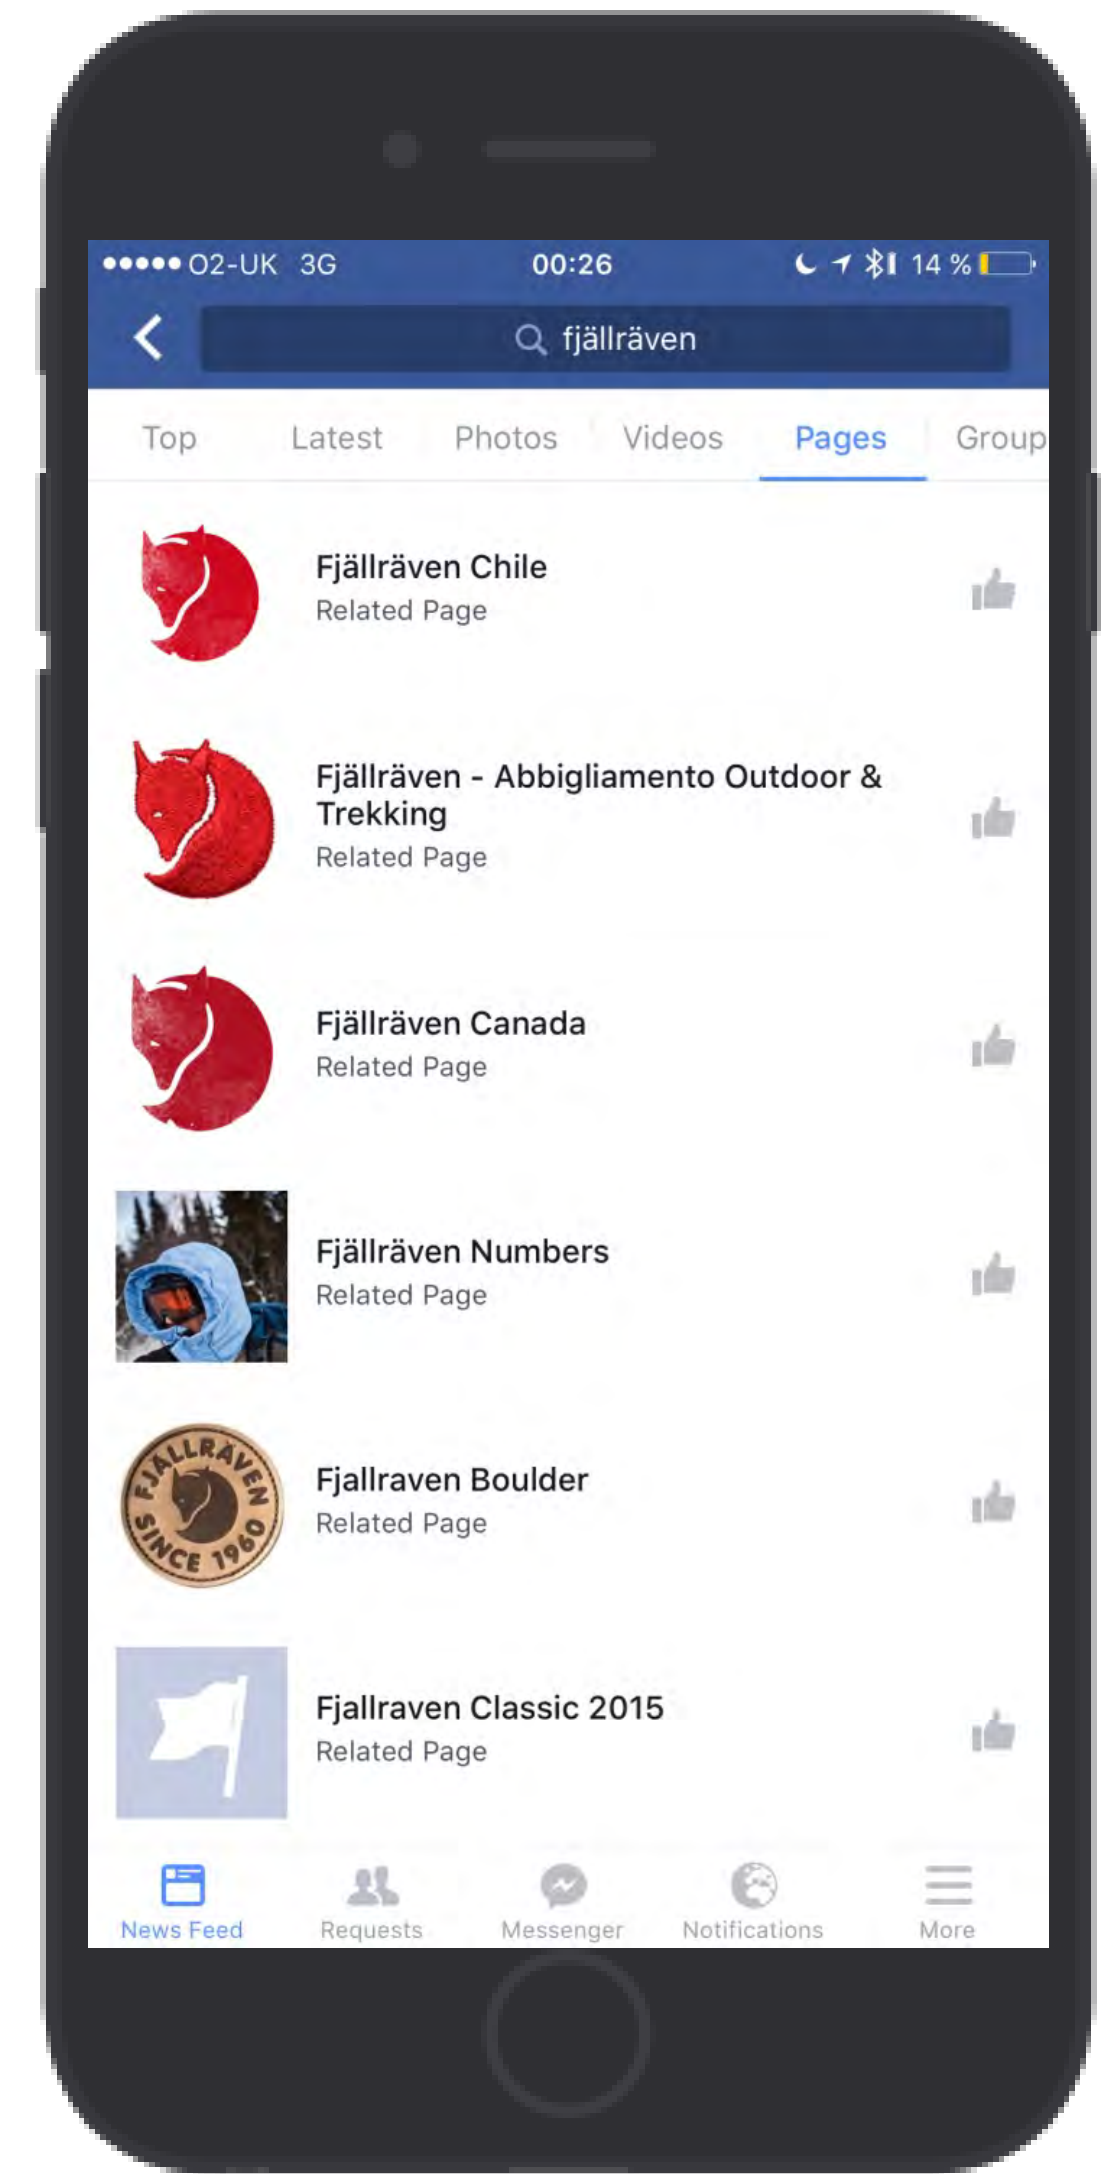 O2-UK 3G 00:26 14 %
fjällräven
Top Latest Photos Videos Pages Group
Fjällräven Chile
Related Page
Fjällräven - Abbigliamento Outdoor &
Trekking
Related Page
Fjällräven Canada
Related Page
Fjällräven Numbers
Related Page
FJÄLLRÄVEN
SINCE 1960
Fjallraven Boulder
Related Page
Fjallraven Classic 2015
Related Page
News Feed Requests Messenger Notifications More